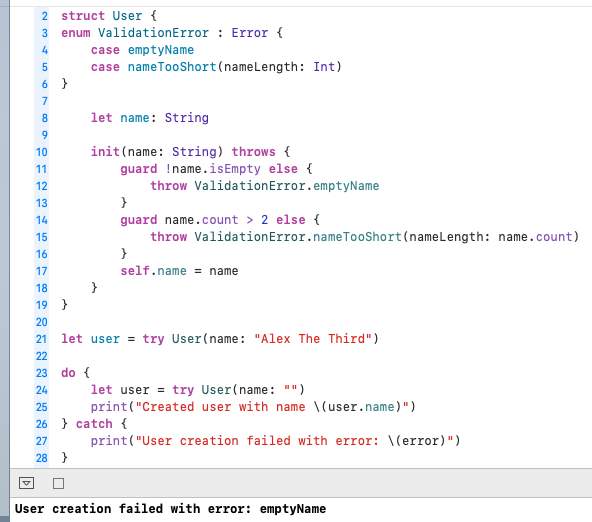 2 struct User {
3 enum ValidationError : Error {
4     case emptyName
5     case nameTooShort(nameLength: Int)
6 }
7
8     let name: String
9
10     init(name: String) throws {
11         guard !name.isEmpty else {
12             throw ValidationError.emptyName
13         }
14         guard name.count > 2 else {
15             throw ValidationError.nameTooShort(nameLength: name.count)
16         }
17         self.name = name
18     }
19 }
20
21 let user = try User(name: "Alex The Third")
22
23 do {
24     let user = try User(name: "")
25     print("Created user with name \(user.name)")
26 } catch {
27     print("User creation failed with error: \(error)")
28 }
User creation failed with error: emptyName